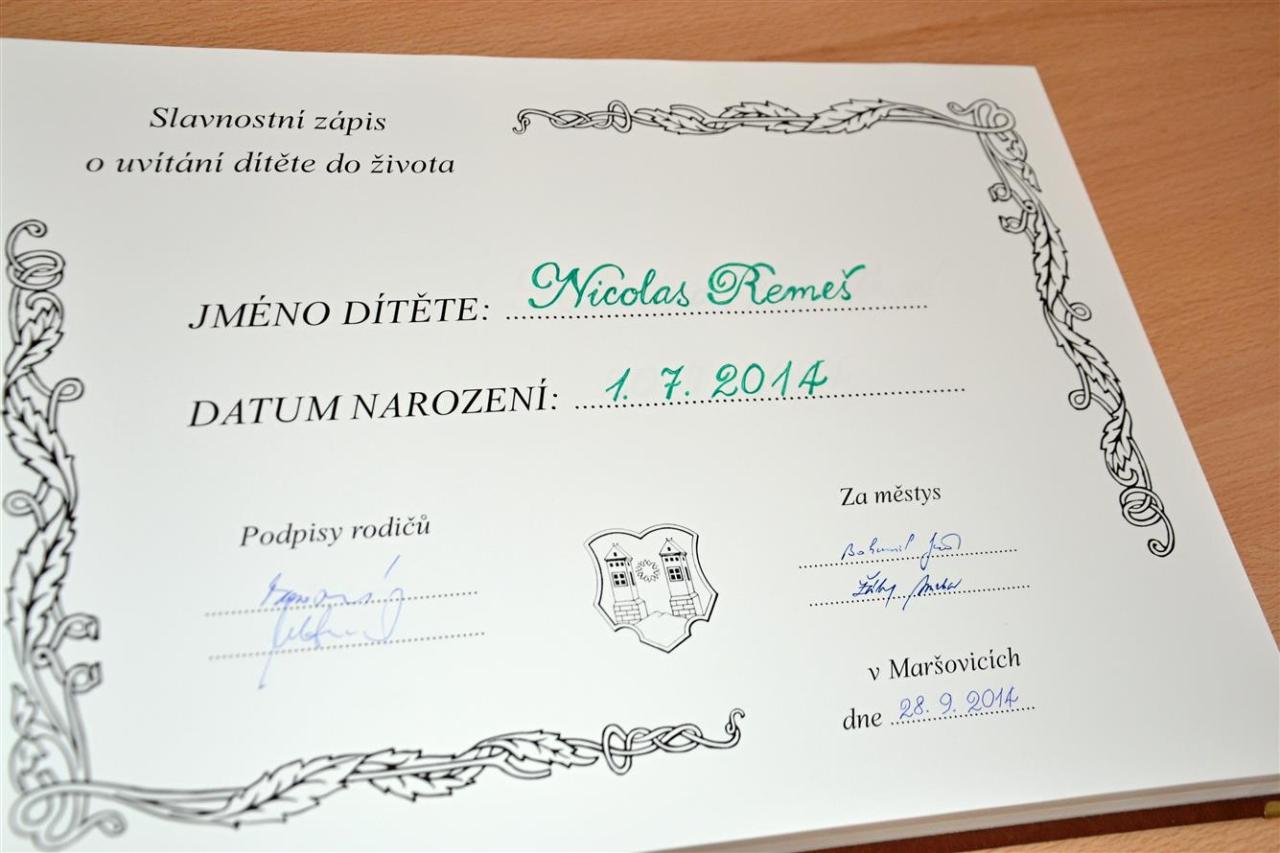 Slavnostní zápis
o uvítání dítěte do života
JMÉNO DÍTĚTE: Nicolas Remeš
DATUM NAROZENÍ: 1. 7. 2014
Podpisy rodičů
Za městys
Bohumil
v Maršovicích
dne 28. 9. 2014